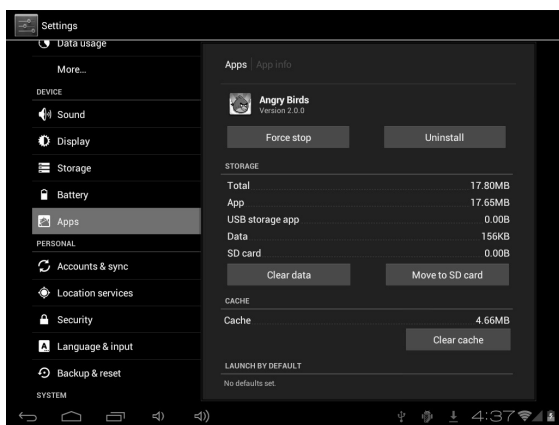 Settings
Data usage
More...
DEVICE
Sound
Display
Storage
Battery
Apps
PERSONAL
Accounts & sync
Location services
Security
Language & input
Backup & reset
SYSTEM
Apps App info
Angry Birds
Version 2.0.0
Force stop Uninstall
STORAGE
Total 17.80MB
App 17.65MB
USB storage app 0.00B
Data 156KB
SD card 0.00B
Clear data Move to SD card
CACHE
Cache 4.66MB
Clear cache
LAUNCH BY DEFAULT
No defaults set.
4:37